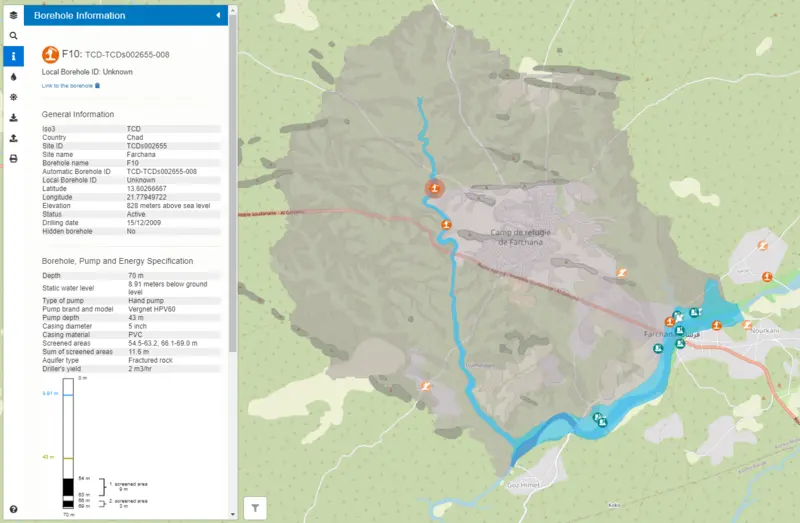 Borehole Information
F10: TCD-TCDs002655-008
Local Borehole ID: Unknown
Link to the borehole
General Information
Iso3 TCD
Country Chad
Site ID TCDs002655
Site name Farchana
Borehole name F10
Automatic Borehole ID TCD-TCDs002655-008
Local Borehole ID Unknown
Latitude 13.60266667
Longitude 21.77949722
Elevation 828 meters above sea level
Status Active
Drilling date 15/12/2009
Hidden borehole No
Borehole, Pump and Energy Specification
Depth 70 m
Static water level 8.91 meters below ground level
Type of pump Hand pump
Pump brand and model Vergnet HPV60
Pump depth 43 m
Casing diameter 5 inch
Casing material PVC
Screened areas 54.5-63.2, 66.1-69.0 m
Sum of screened areas 11.6 m
Aquifer type Fractured rock
Driller's yield 2 m3/hr
0 m
8.91 m
43 m
54 m
1. screened area
9 m
63 m
66 m
2. screened area
3 m
69 m
70 m
Camp de réfugié
de Farchana
Farchana
Goz Himes
Koko